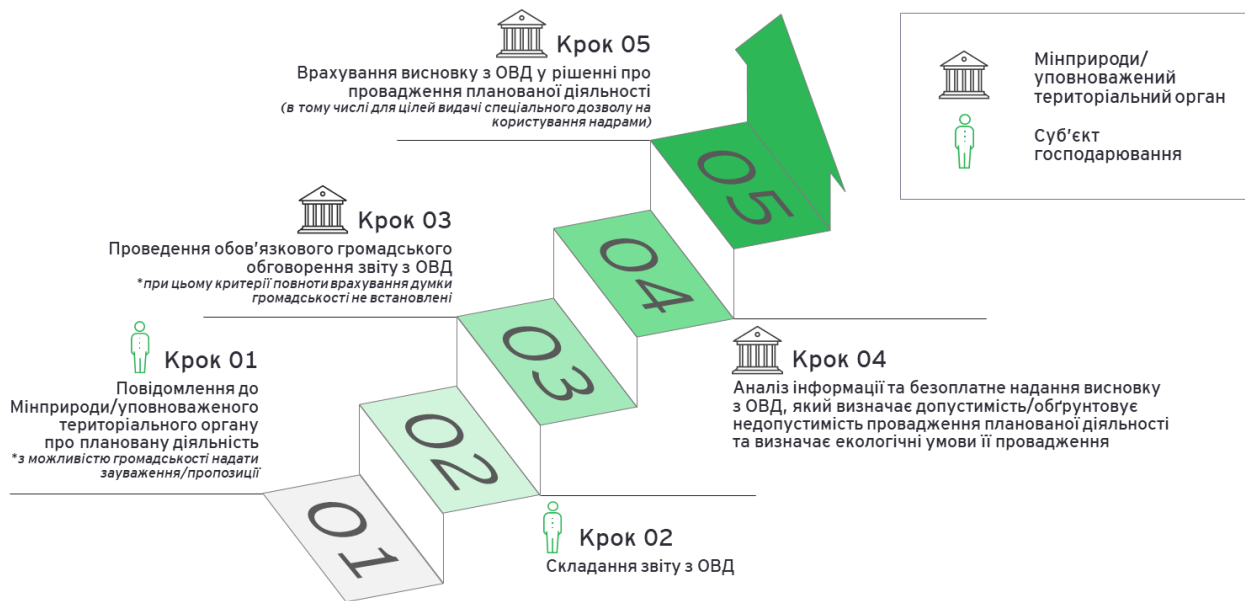 Крок 05
Врахування висновку з ОВД у рішенні про
провадження планованої діяльності
(в тому числі для цілей видачі спеціального дозволу на
користування надрами)
Мінприроди/
уповноважений
територіальний орган
Суб’єкт
господарювання
05
Крок 03
Проведення обов’язкового громадського
обговорення звіту з ОВД
*при цьому критерії повноти врахування думки
громадськості не встановлені
04
Крок 01
Повідомлення до
Мінприроди/уповноваженого
територіального органу
про плановану діяльність
*з можливістю громадськості надати
зауваження/пропозиції
03
Крок 04
Аналіз інформації та безоплатне надання висновку
з ОВД, який визначає допустимість/обґрунтовує
недопустимість провадження планованої діяльності
та визначає екологічні умови її провадження
02
01
Крок 02
Складання звіту з ОВД